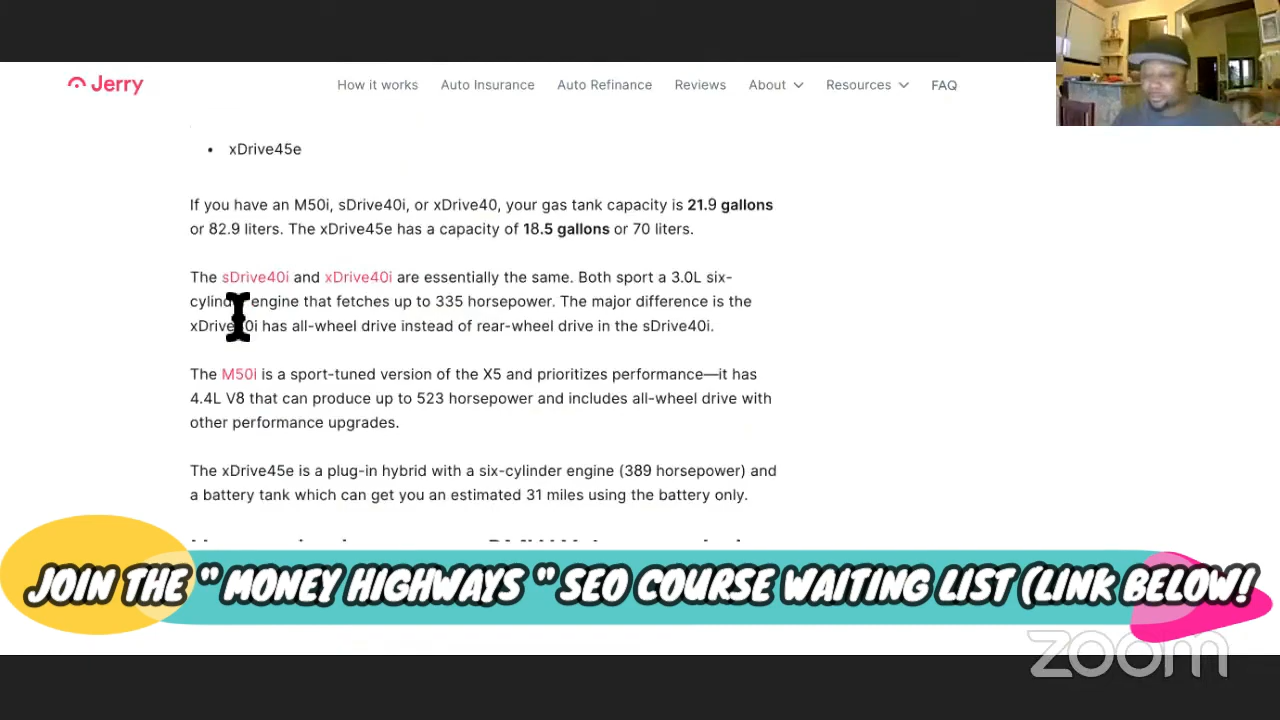 Jerry
How it works Auto Insurance Auto Refinance Reviews About Resources FAQ
• xDrive45e
If you have an M50i, sDrive40i, or xDrive40, your gas tank capacity is 21.9 gallons
or 82.9 liters. The xDrive45e has a capacity of 18.5 gallons or 70 liters.
The sDrive40i and xDrive40i are essentially the same. Both sport a 3.0L six-
engine that fetches up to 335 horsepower. The major difference is the
has all-wheel drive instead of rear-wheel drive in the sDrive40i.
The M50i is a sport-tuned version of the X5 and prioritizes performance—it has
4.4L V8 that can produce up to 523 horsepower and includes all-wheel drive with
other performance upgrades.
The xDrive45e is a plug-in hybrid with a six-cylinder engine (389 horsepower) and
a battery tank which can get you an estimated 31 miles using the battery only.
JOIN THE " MONEY HIGHWAYS " SEO COURSE WAITING LIST (LINK BELOW!
zoom